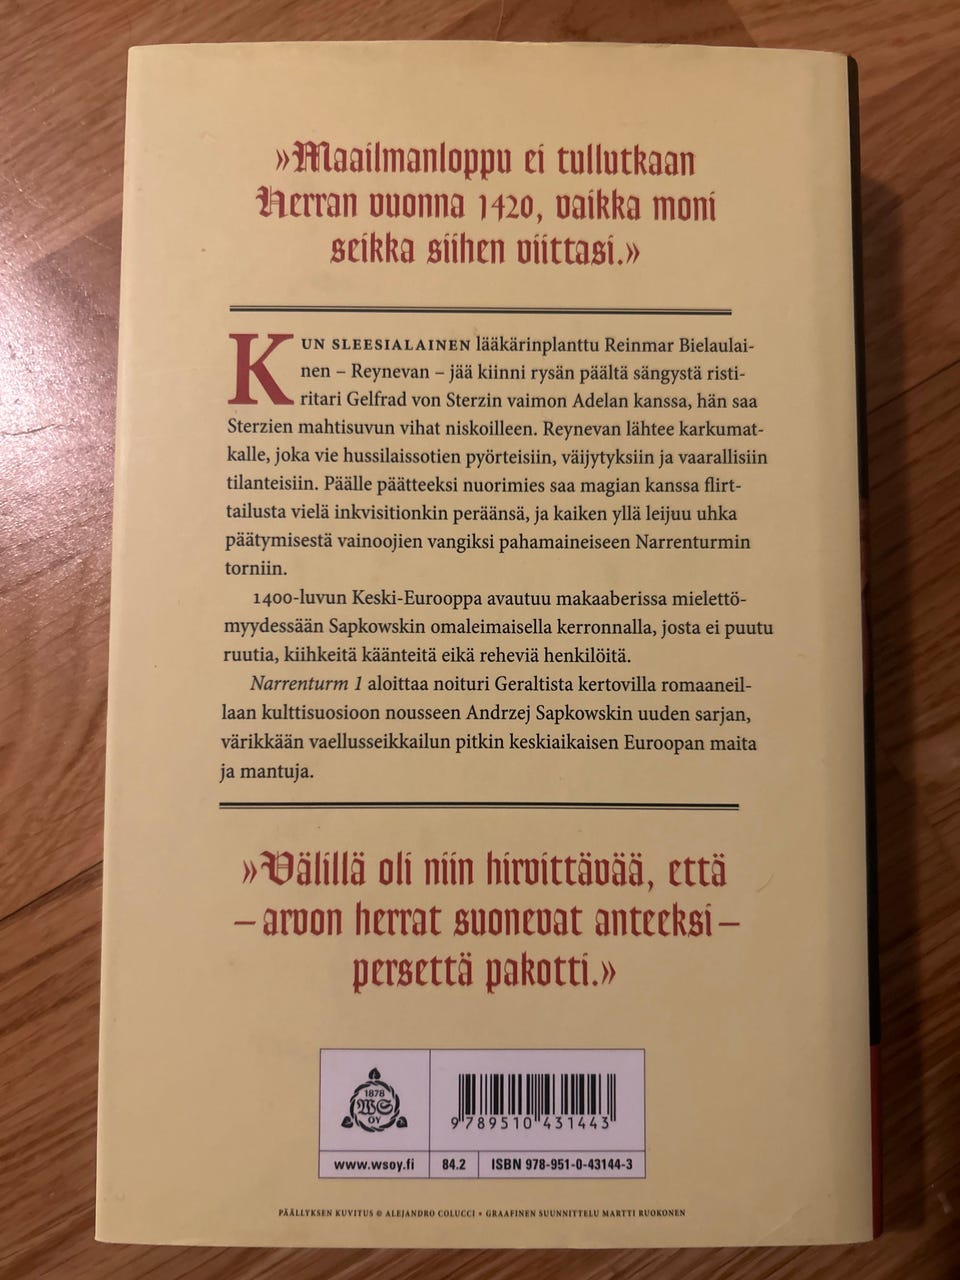 »Maailmanloppu ei tullutkaan
Herran vuonna 1420, vaikka moni
seikka siihen viittasi.»
KUN SLEESIALAINEN lääkärinplanttu Reinmar Bielaulai-
nen – Reynevan – jää kiinni rysän päältä sängystä risti-
ritari Gelfrad von Sterzin vaimon Adelan kanssa, hän saa
Sterzien mahtisuvun vihat niskoilleen. Reynevan lähtee karkumat-
kalle, joka vie hussilaissotien pyörteisiin, väijytyksiin ja vaarallisiin
tilanteisiin. Päälle päätteeksi nuorimies saa magian kanssa flirt-
tailusta vielä inkvisitionkin peräänsä, ja kaiken yllä leijuu uhka
päätymisestä vainoojien vangiksi pahamaineiseen Narrenturmin
torniin.
1400-luvun Keski-Eurooppa avautuu makaaberissa mielettö-
myydessään Sapkowskin omaleimaisella kerronnalla, josta ei puutu
ruutia, kiihkeitä käänteitä eikä reheviä henkilöitä.
Narrenturm 1 aloittaa noituri Geraltista kertovilla romaaneil-
laan kulttisuosioon nousseen Andrzej Sapkowskin uuden sarjan,
värikkään vaellusseikkailun pitkin keskiaikaisen Euroopan maita
ja mantuja.
»Välillä oli niin hirvittävää, että
– arvon herrat suonevat anteeksi –
persettä pakotti.»
1878
WS
OY
9 789510 431443
www.wsoy.fi 84.2 ISBN 978-951-0-43144-3
PÄÄLLYKSEN KUVITUS © ALEJANDRO COLUCCI • GRAAFINEN SUUNNITTELU MARTTI RUOKONEN